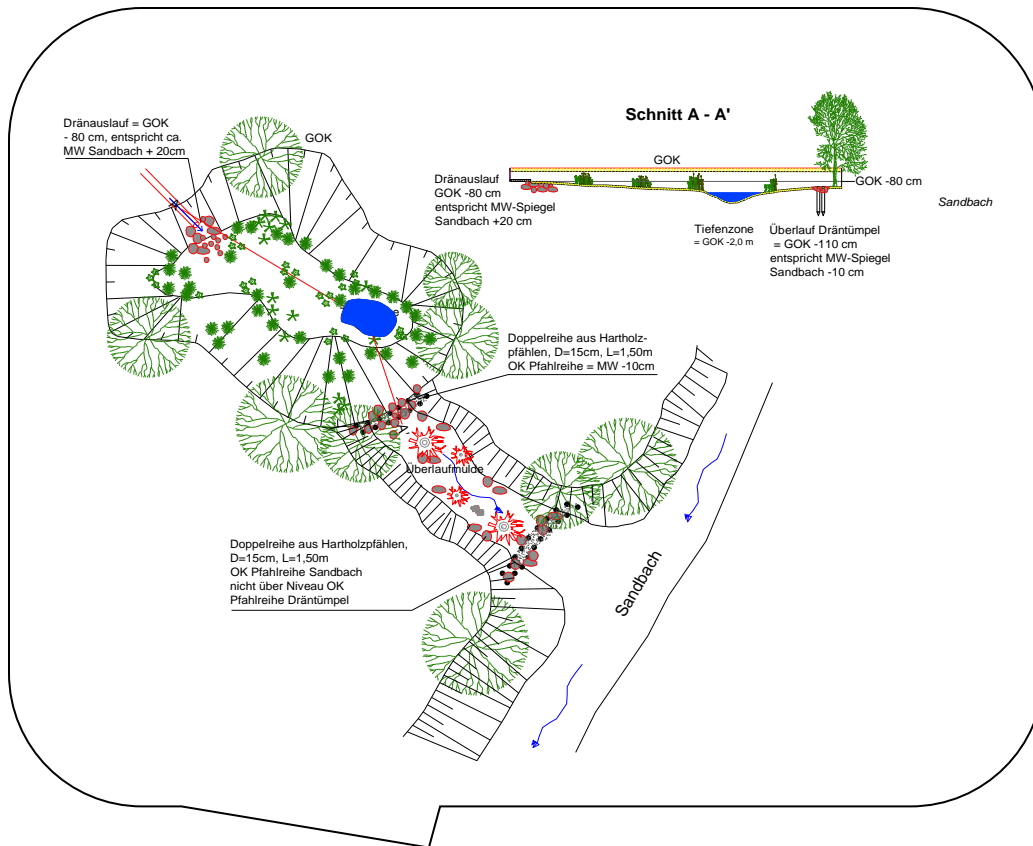 Schnitt A - A'
Dränauslauf = GOK
- 80 cm, entspricht ca.
MW Sandbach + 20cm
GOK
GOK
Dränauslauf
GOK -80 cm
entspricht MW-Spiegel
Sandbach +20 cm
GOK -80 cm
Sandbach
Tiefenzone
= GOK -2,0 m
Überlauf Dräntümpel
= GOK -110 cm
entspricht MW-Spiegel
Sandbach -10 cm
Doppelreihe aus Hartholz-
pfählen, D=15cm, L=1,50m
OK Pfahlreihe = MW -10cm
Überlaufmulde
Doppelreihe aus Hartholzpfählen,
D=15cm, L=1,50m
OK Pfahlreihe Sandbach
nicht über Niveau OK
Pfahlreihe Dräntümpel
Sandbach